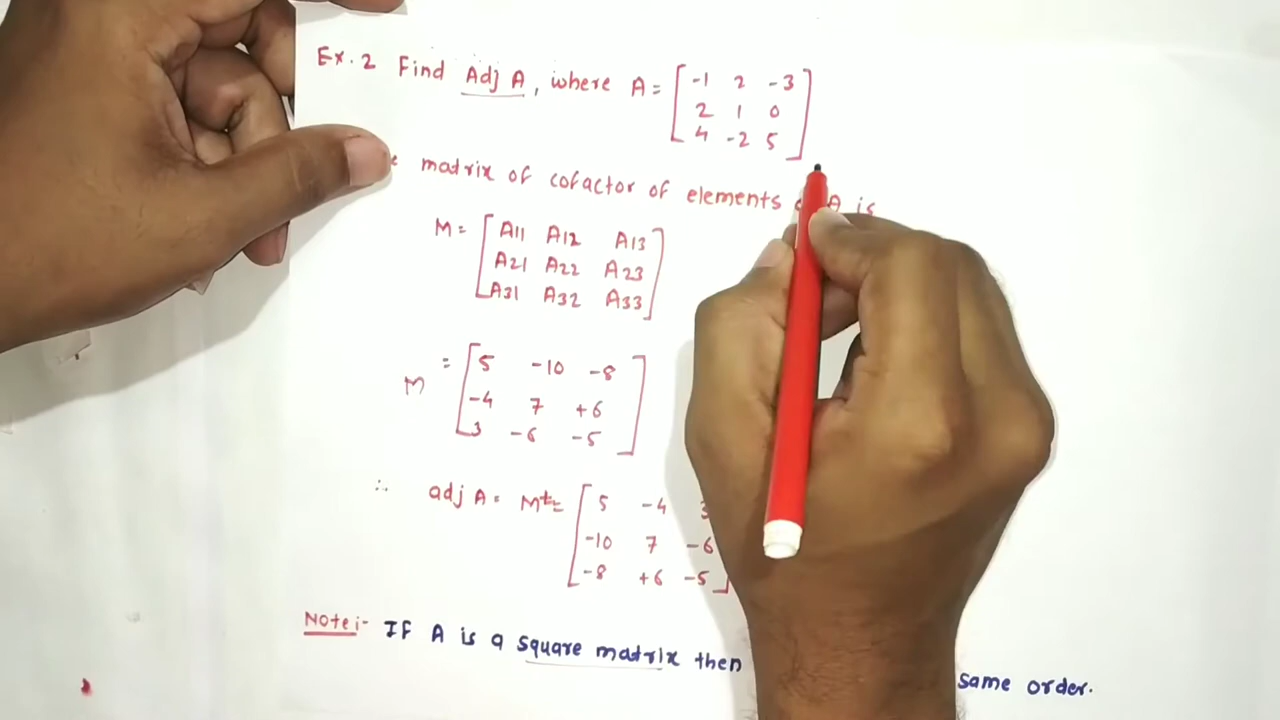 Ex. 2 Find Adj A, where A = [ -1 2 -3
2 1 0
4 -2 5 ]
matrix of cofactor of elements A is
M = [ A11 A12 A13
A21 A22 A23
A31 A32 A33 ]
M = [ 5 -10 -8
-4 7 +6
3 -6 -5 ]
∴ adj A = Mt = [ 5 -4
-10 7 -6
-8 +6 -5 ]
Note:- If A is a square matrix then same order.